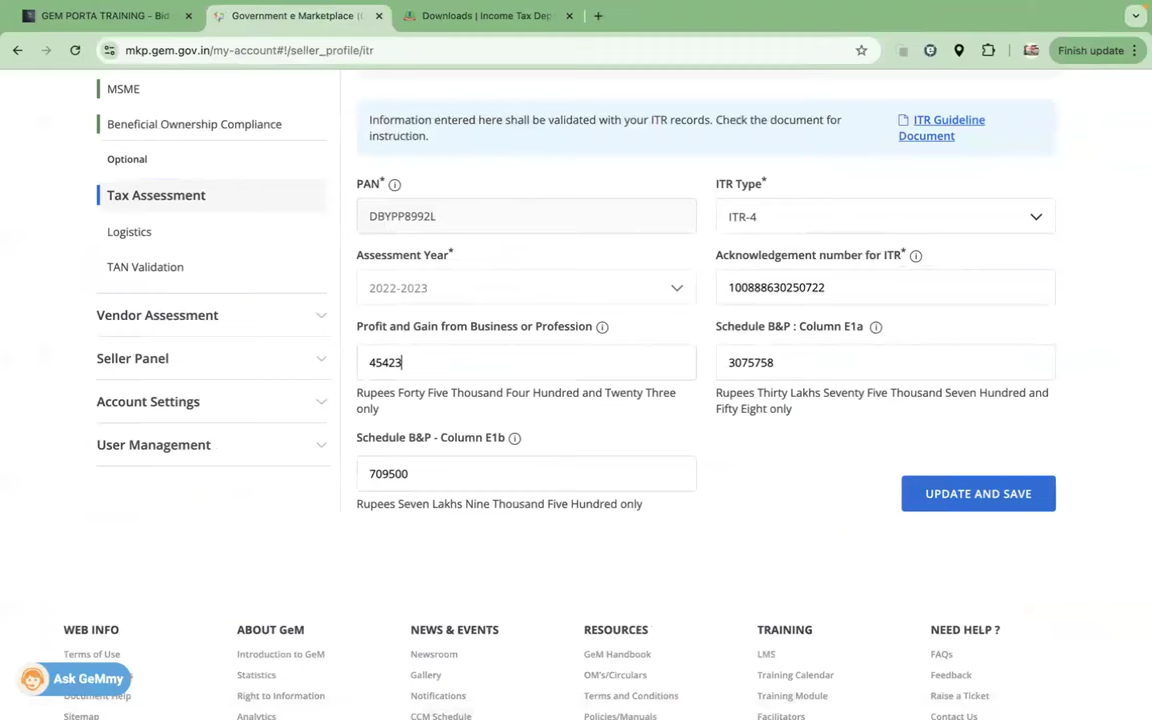 GEM PORTA TRAINING - Bid
Government e Marketplace (
Downloads | Income Tax Dep
mkp.gem.gov.in/my-account#!/seller_profile/itr
Finish update
MSME
Beneficial Ownership Compliance
Optional
Tax Assessment
Logistics
TAN Validation
Vendor Assessment
Seller Panel
Account Settings
User Management
Information entered here shall be validated with your ITR records. Check the document for
instruction.
ITR Guideline
Document
PAN*
DBYPP8992L
ITR Type*
ITR-4
Assessment Year*
2022-2023
Acknowledgement number for ITR*
100888630250722
Profit and Gain from Business or Profession
45423
Rupees Forty Five Thousand Four Hundred and Twenty Three
only
Schedule B&P : Column E1a
3075758
Rupees Thirty Lakhs Seventy Five Thousand Seven Hundred and
Fifty Eight only
Schedule B&P - Column E1b
709500
Rupees Seven Lakhs Nine Thousand Five Hundred only
UPDATE AND SAVE
WEB INFO
Terms of Use
Document Help
Sitemap
ABOUT GeM
Introduction to GeM
Statistics
Right to Information
Analytics
NEWS & EVENTS
Newsroom
Gallery
Notifications
CCM Schedule
RESOURCES
GeM Handbook
OM's/Circulars
Terms and Conditions
Policies/Manuals
TRAINING
LMS
Training Calendar
Training Module
Facilitators
NEED HELP ?
FAQs
Feedback
Raise a Ticket
Contact Us
Ask GeMmy